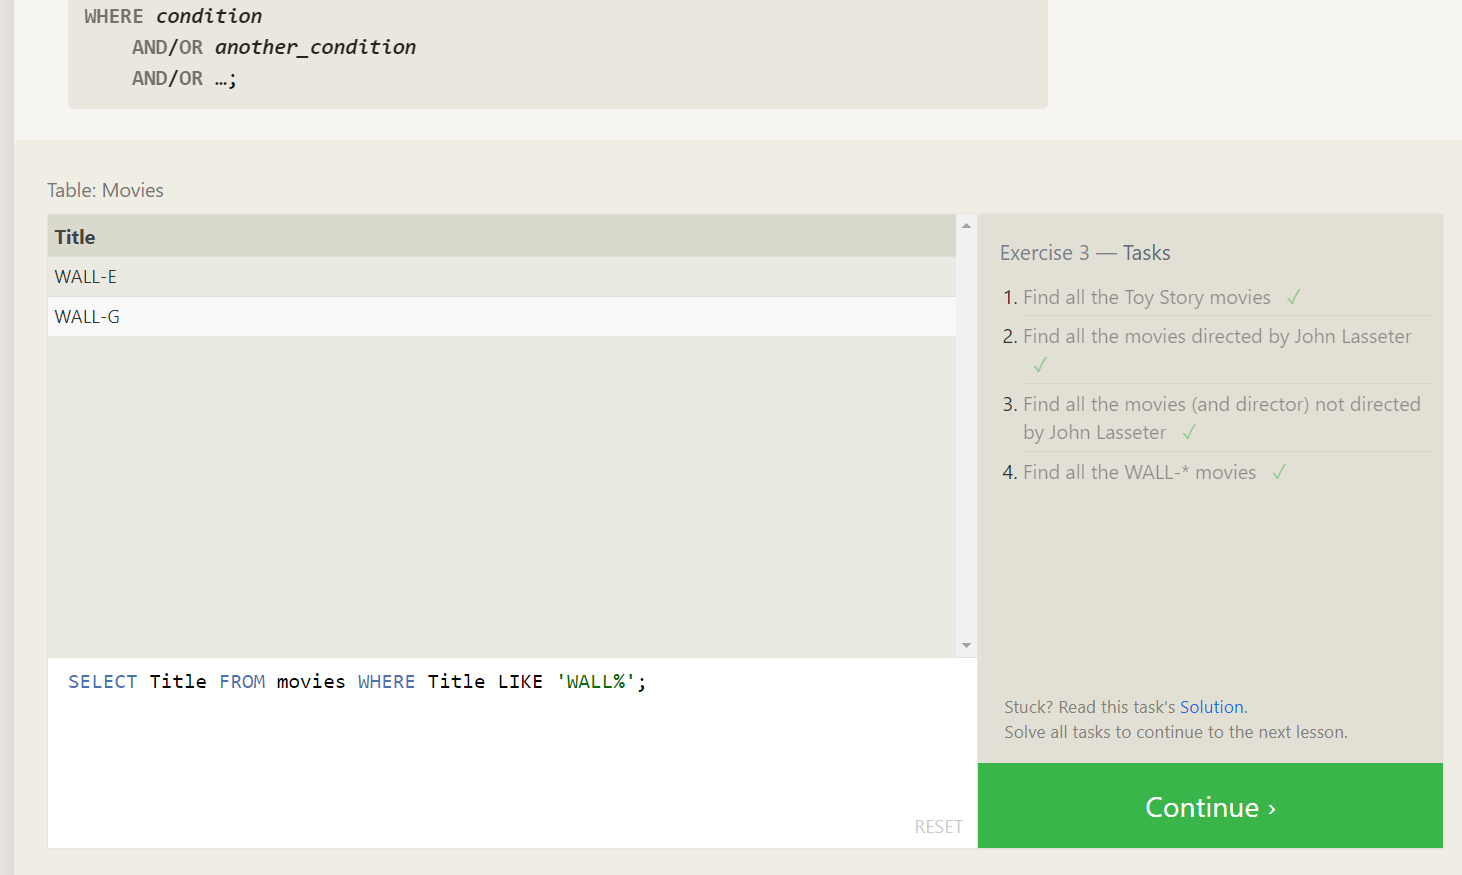 WHERE condition
AND/OR another_condition
AND/OR …;
Table: Movies
Title
WALL-E
WALL-G
SELECT Title FROM movies WHERE Title LIKE 'WALL%';
RESET
Exercise 3 — Tasks
1. Find all the Toy Story movies ✓
2. Find all the movies directed by John Lasseter
✓
3. Find all the movies (and director) not directed
by John Lasseter ✓
4. Find all the WALL-* movies ✓
Stuck? Read this task's Solution.
Solve all tasks to continue to the next lesson.
Continue ›